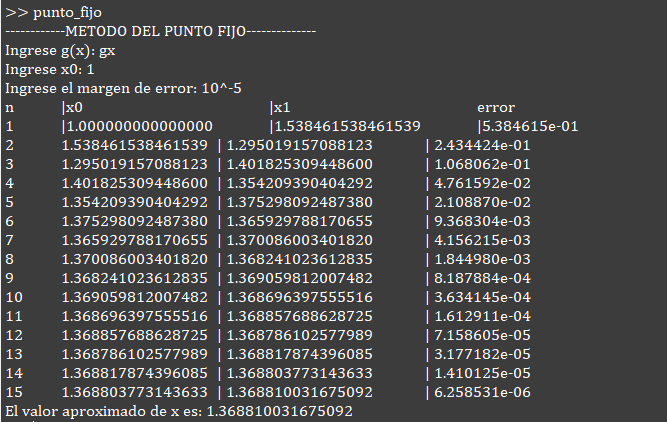 >> punto_fijo
------------METODO DEL PUNTO FIJO--------------
Ingrese g(x): gx
Ingrese x0: 1
Ingrese el margen de error: 10^-5
n |x0 |x1 error
1 |1.000000000000000 |1.538461538461539 |5.384615e-01
2 1.538461538461539 | 1.295019157088123 | 2.434424e-01
3 1.295019157088123 | 1.401825309448600 | 1.068062e-01
4 1.401825309448600 | 1.354209390404292 | 4.761592e-02
5 1.354209390404292 | 1.375298092487380 | 2.108870e-02
6 1.375298092487380 | 1.365929788170655 | 9.368304e-03
7 1.365929788170655 | 1.370086003401820 | 4.156215e-03
8 1.370086003401820 | 1.368241023612835 | 1.844980e-03
9 1.368241023612835 | 1.369059812007482 | 8.187884e-04
10 1.369059812007482 | 1.368696397555516 | 3.634145e-04
11 1.368696397555516 | 1.368857688628725 | 1.612911e-04
12 1.368857688628725 | 1.368786102577989 | 7.158605e-05
13 1.368786102577989 | 1.368817874396085 | 3.177182e-05
14 1.368817874396085 | 1.368803773143633 | 1.410125e-05
15 1.368803773143633 | 1.368810031675092 | 6.258531e-06
El valor aproximado de x es: 1.368810031675092